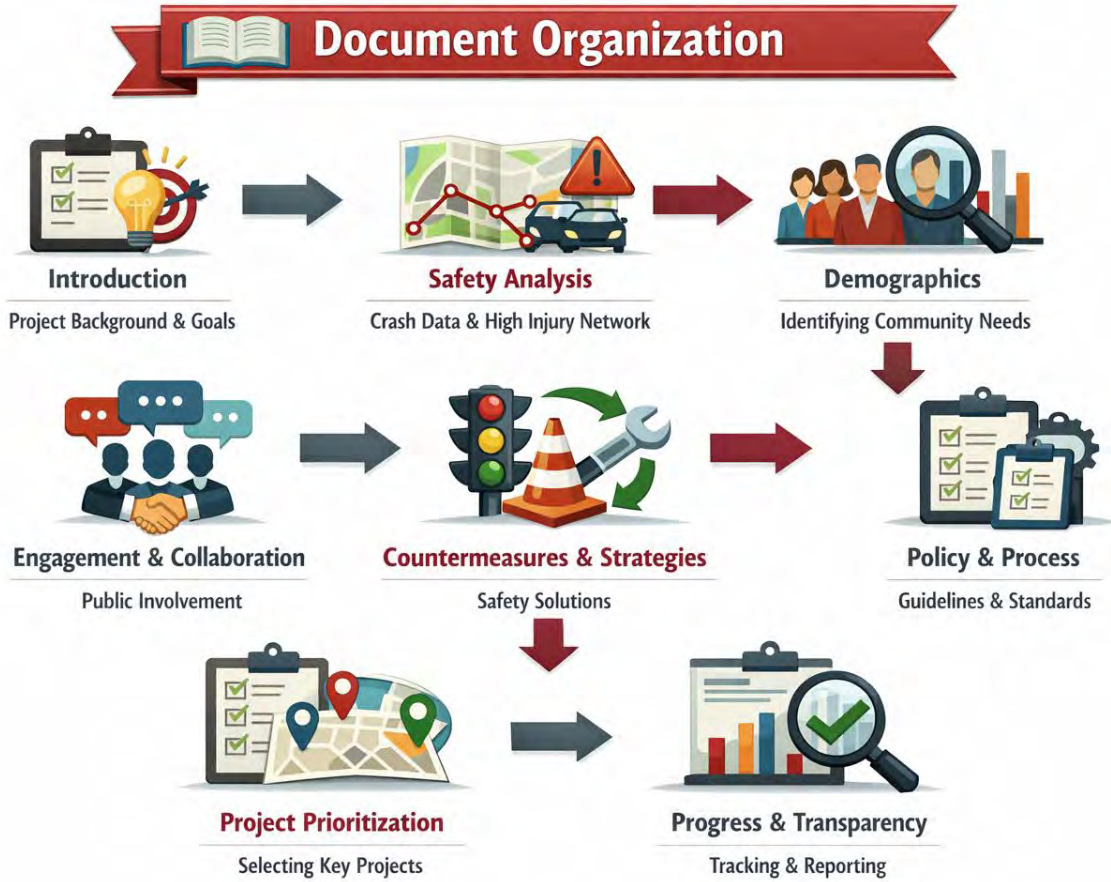 Document Organization
Introduction
Project Background & Goals
Safety Analysis
Crash Data & High Injury Network
Demographics
Identifying Community Needs
Engagement & Collaboration
Public Involvement
Countermeasures & Strategies
Safety Solutions
Policy & Process
Guidelines & Standards
Project Prioritization
Selecting Key Projects
Progress & Transparency
Tracking & Reporting